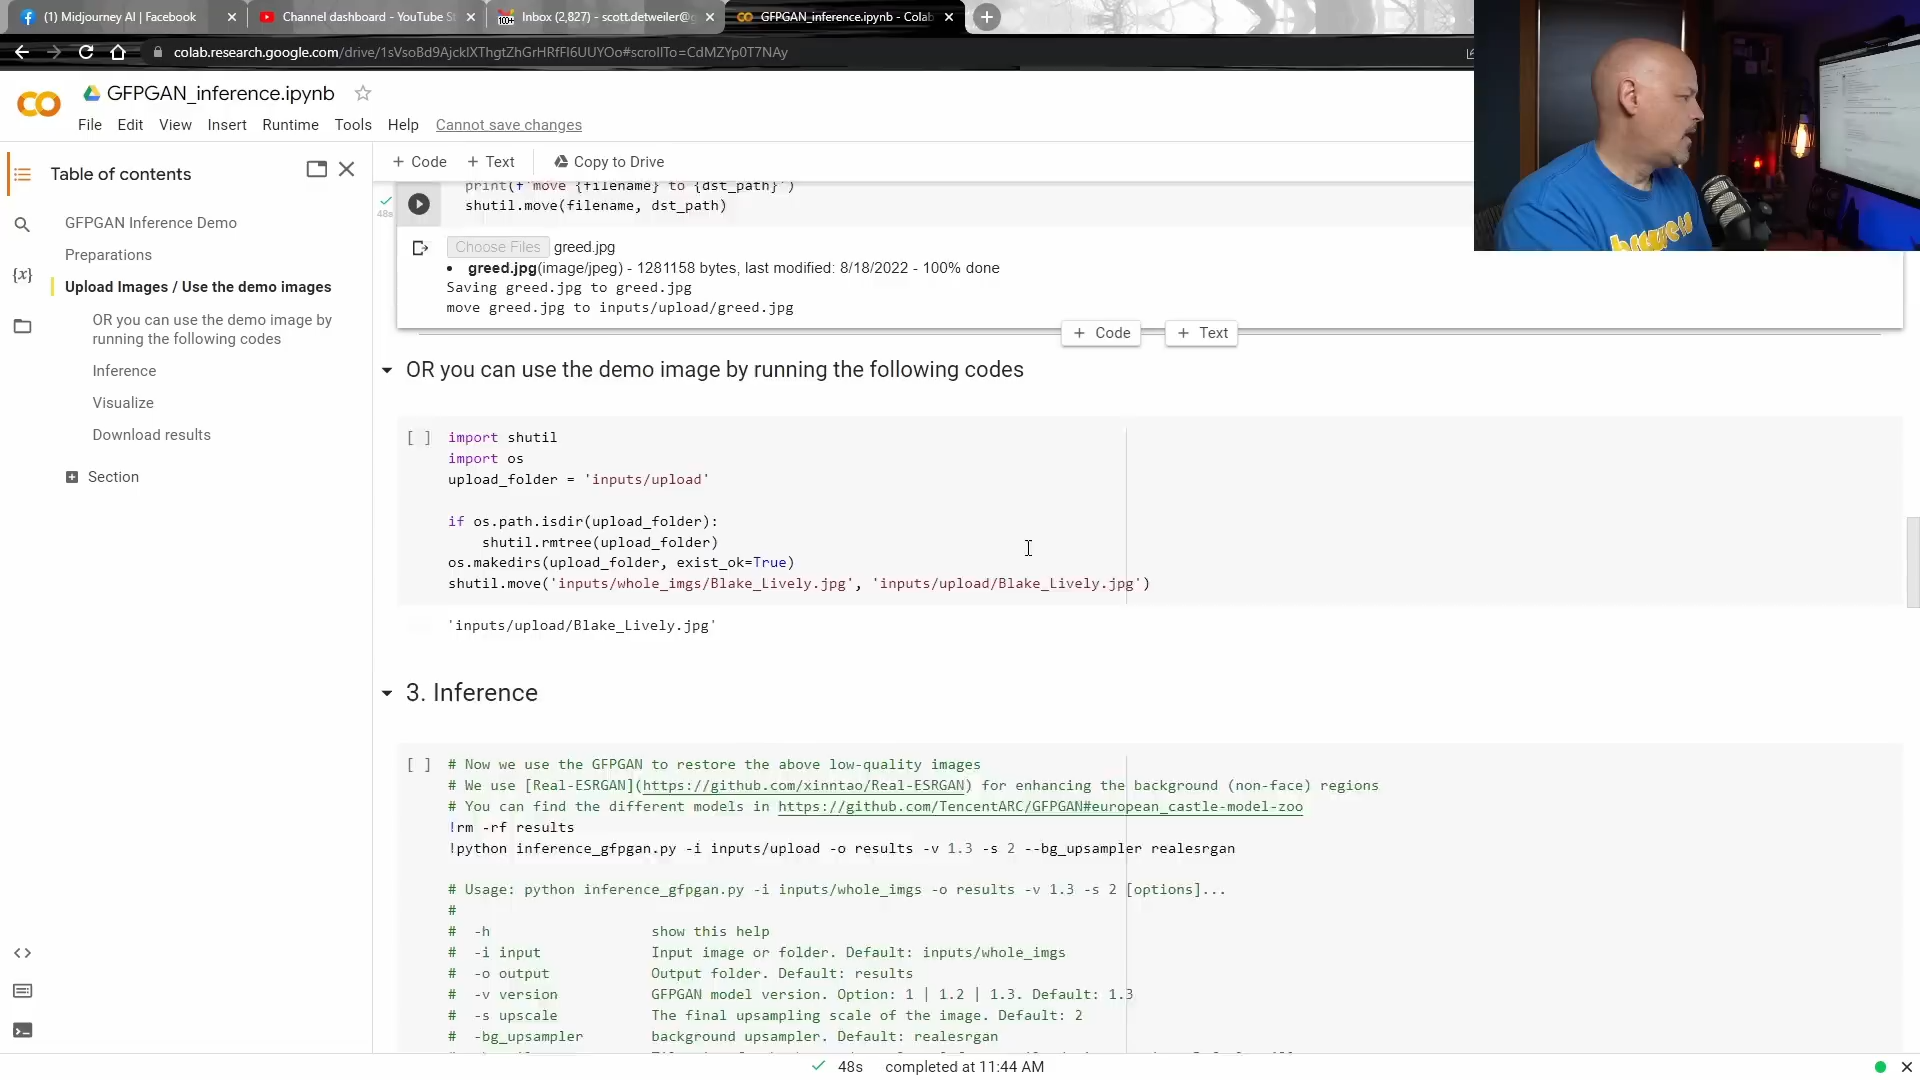 (1) Midjourney AI | Facebook
Channel dashboard - YouTube St
Inbox (2,827) - scott.detweiler@g
GFPGAN_inference.ipynb - Colab
colab.research.google.com/drive/1sVsoBd9AjckIXThgtZhGrHRfFl6UUYOo#scrollTo=CdMZYp0T7NAy
GFPGAN_inference.ipynb
File Edit View Insert Runtime Tools Help Cannot save changes
+ Code + Text Copy to Drive
Table of contents
GFPGAN Inference Demo
Preparations
Upload Images / Use the demo images
OR you can use the demo image by
running the following codes
Inference
Visualize
Download results
Section
print(f'move {filename} to {dst_path}')
shutil.move(filename, dst_path)
48s
Choose Files greed.jpg
• greed.jpg(image/jpeg) - 1281158 bytes, last modified: 8/18/2022 - 100% done
Saving greed.jpg to greed.jpg
move greed.jpg to inputs/upload/greed.jpg
+ Code + Text
OR you can use the demo image by running the following codes
[ ] import shutil
import os
upload_folder = 'inputs/upload'
if os.path.isdir(upload_folder):
shutil.rmtree(upload_folder)
os.makedirs(upload_folder, exist_ok=True)
shutil.move('inputs/whole_imgs/Blake_Lively.jpg', 'inputs/upload/Blake_Lively.jpg')
'inputs/upload/Blake_Lively.jpg'
3. Inference
[ ] # Now we use the GFPGAN to restore the above low-quality images
# We use [Real-ESRGAN](https://github.com/xinntao/Real-ESRGAN) for enhancing the background (non-face) regions
# You can find the different models in https://github.com/TencentARC/GFPGAN#european_castle-model-zoo
!rm -rf results
!python inference_gfpgan.py -i inputs/upload -o results -v 1.3 -s 2 --bg_upsampler realesrgan
# Usage: python inference_gfpgan.py -i inputs/whole_imgs -o results -v 1.3 -s 2 [options]...
#
# -h show this help
# -i input Input image or folder. Default: inputs/whole_imgs
# -o output Output folder. Default: results
# -v version GFPGAN model version. Option: 1 | 1.2 | 1.3. Default: 1.3
# -s upscale The final upsampling scale of the image. Default: 2
# -bg_upsampler background upsampler. Default: realesrgan
48s completed at 11:44 AM